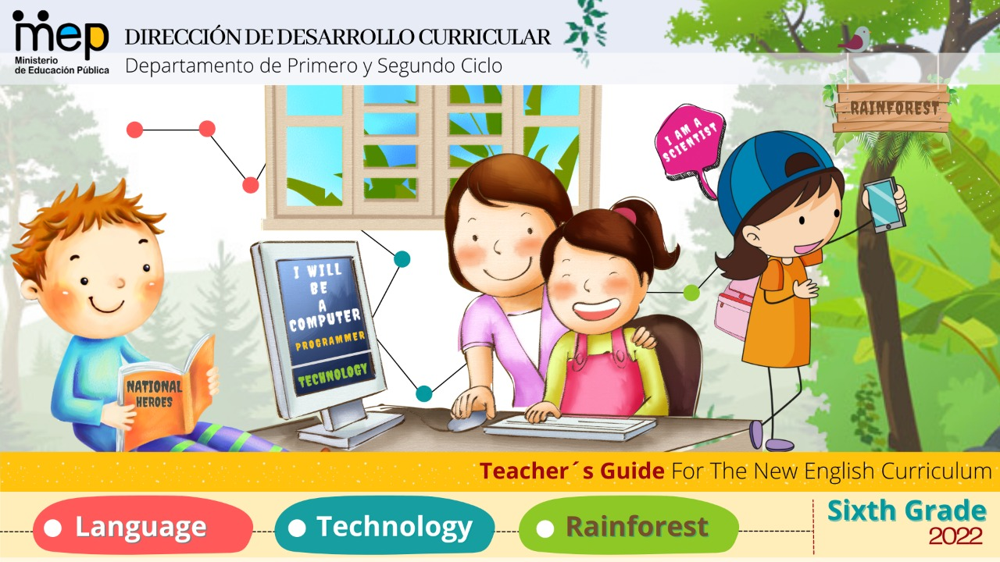 mep
Ministerio
de Educación Pública
DIRECCIÓN DE DESARROLLO CURRICULAR
Departamento de Primero y Segundo Ciclo
RAINFOREST
I AM A
SCIENTIST
I WILL
BE
A
COMPUTER
PROGRAMMER
TECHNOLOGY
NATIONAL
HEROES
Teacher´s Guide For The New English Curriculum
Language
Technology
Rainforest
Sixth Grade
2022